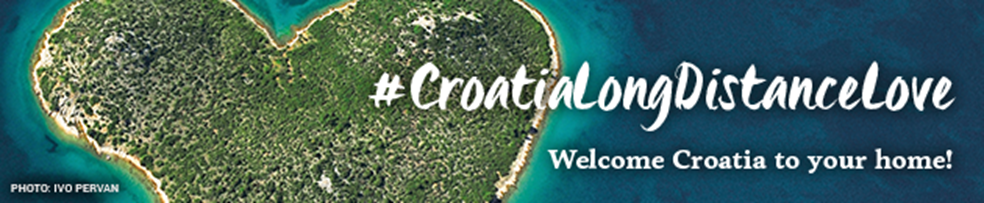 #CroatiaLongDistanceLove
Welcome Croatia to your home!
PHOTO: IVO PERVAN